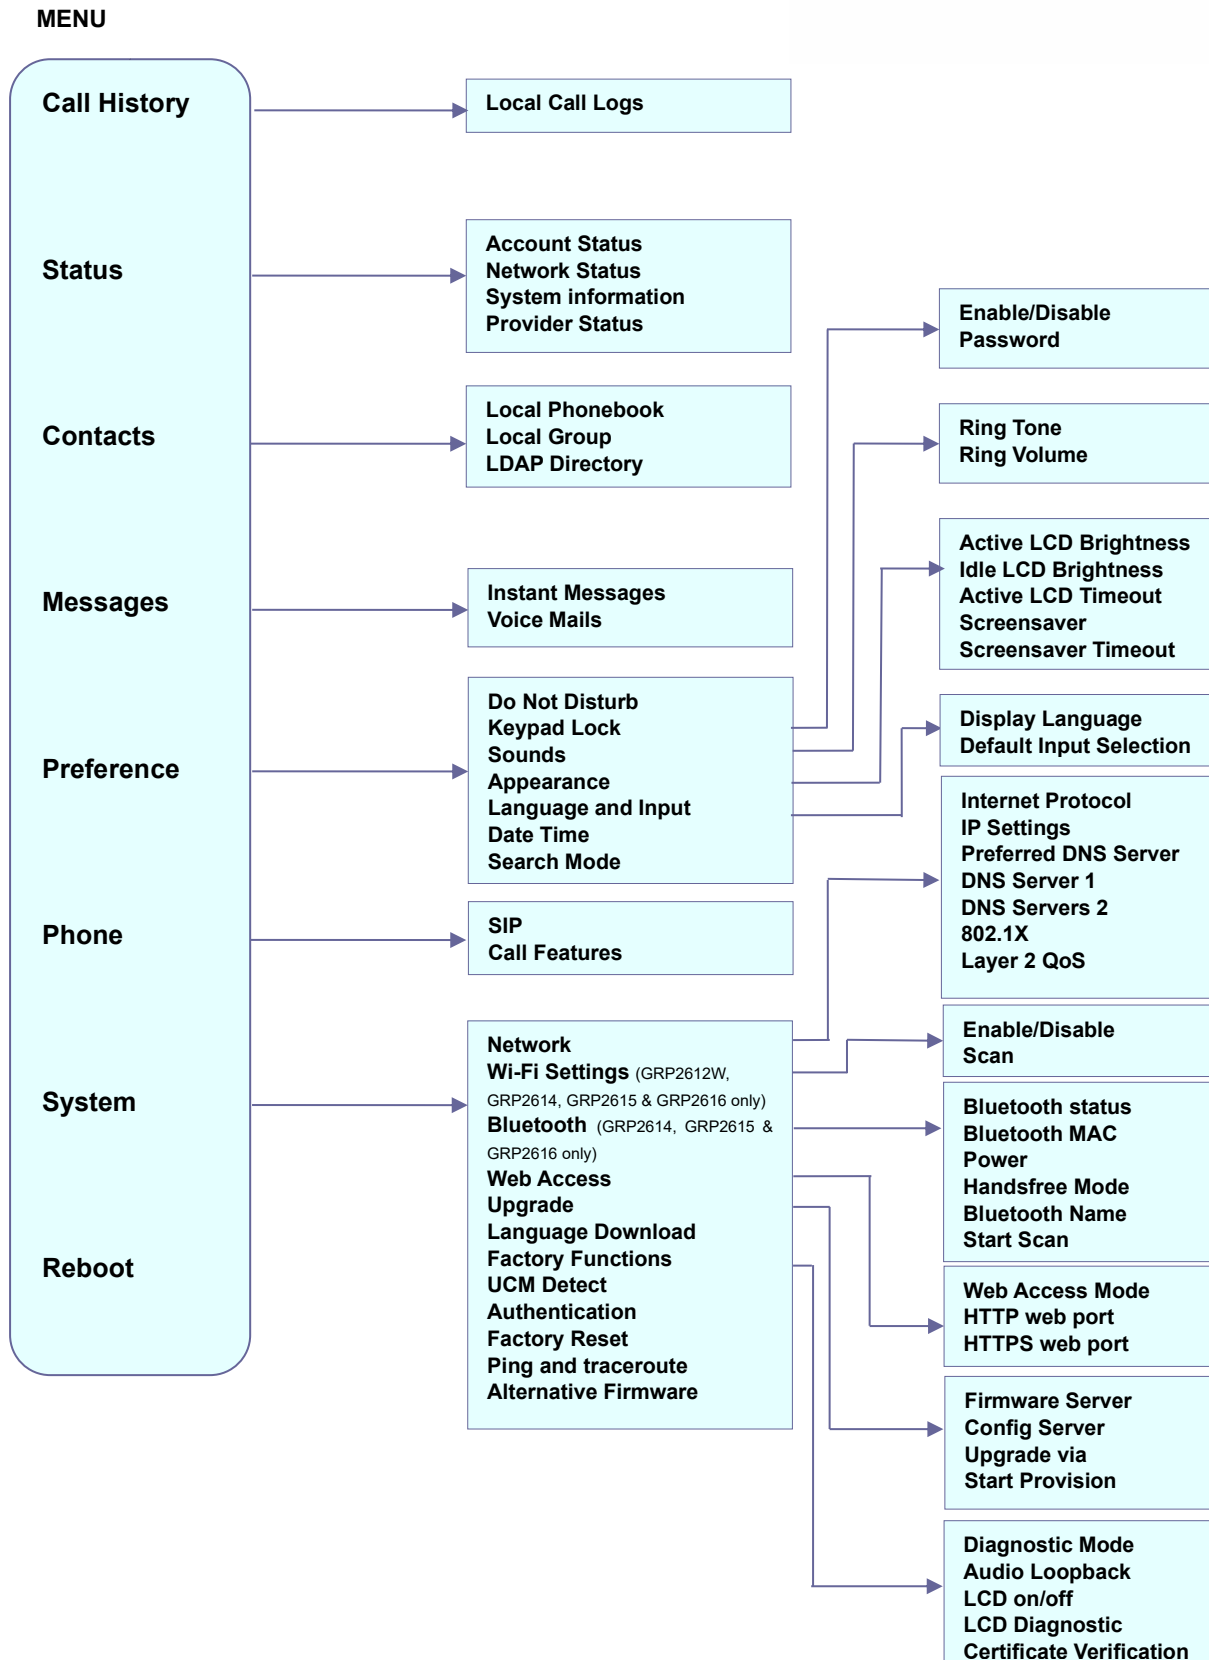 MENU
Call History
Status
Contacts
Messages
Preference
Phone
System
Reboot
Local Call Logs
Account Status
Network Status
System information
Provider Status
Local Phonebook
Local Group
LDAP Directory
Instant Messages
Voice Mails
Do Not Disturb
Keypad Lock
Sounds
Appearance
Language and Input
Date Time
Search Mode
SIP
Call Features
Network
Wi-Fi Settings (GRP2612W,
GRP2614, GRP2615 & GRP2616 only)
Bluetooth (GRP2614, GRP2615 &
GRP2616 only)
Web Access
Upgrade
Language Download
Factory Functions
UCM Detect
Authentication
Factory Reset
Ping and traceroute
Alternative Firmware
Enable/Disable
Password
Ring Tone
Ring Volume
Active LCD Brightness
Idle LCD Brightness
Active LCD Timeout
Screensaver
Screensaver Timeout
Display Language
Default Input Selection
Internet Protocol
IP Settings
Preferred DNS Server
DNS Server 1
DNS Servers 2
802.1X
Layer 2 QoS
Enable/Disable
Scan
Bluetooth status
Bluetooth MAC
Power
Handsfree Mode
Bluetooth Name
Start Scan
Web Access Mode
HTTP web port
HTTPS web port
Firmware Server
Config Server
Upgrade via
Start Provision
Diagnostic Mode
Audio Loopback
LCD on/off
LCD Diagnostic
Certificate Verification